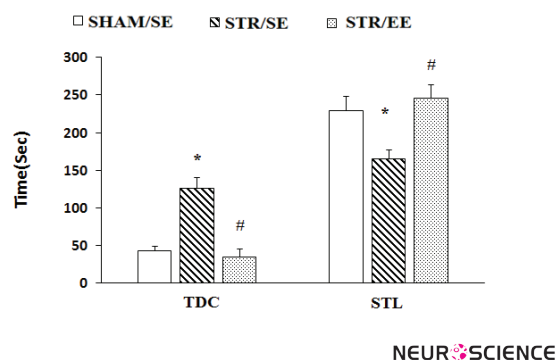 SHAM/SE STR/SE STR/EE
300
250
200
150
100
50
0
Time(Sec)
*
#
*
#
TDC STL
NEUROSCIENCE